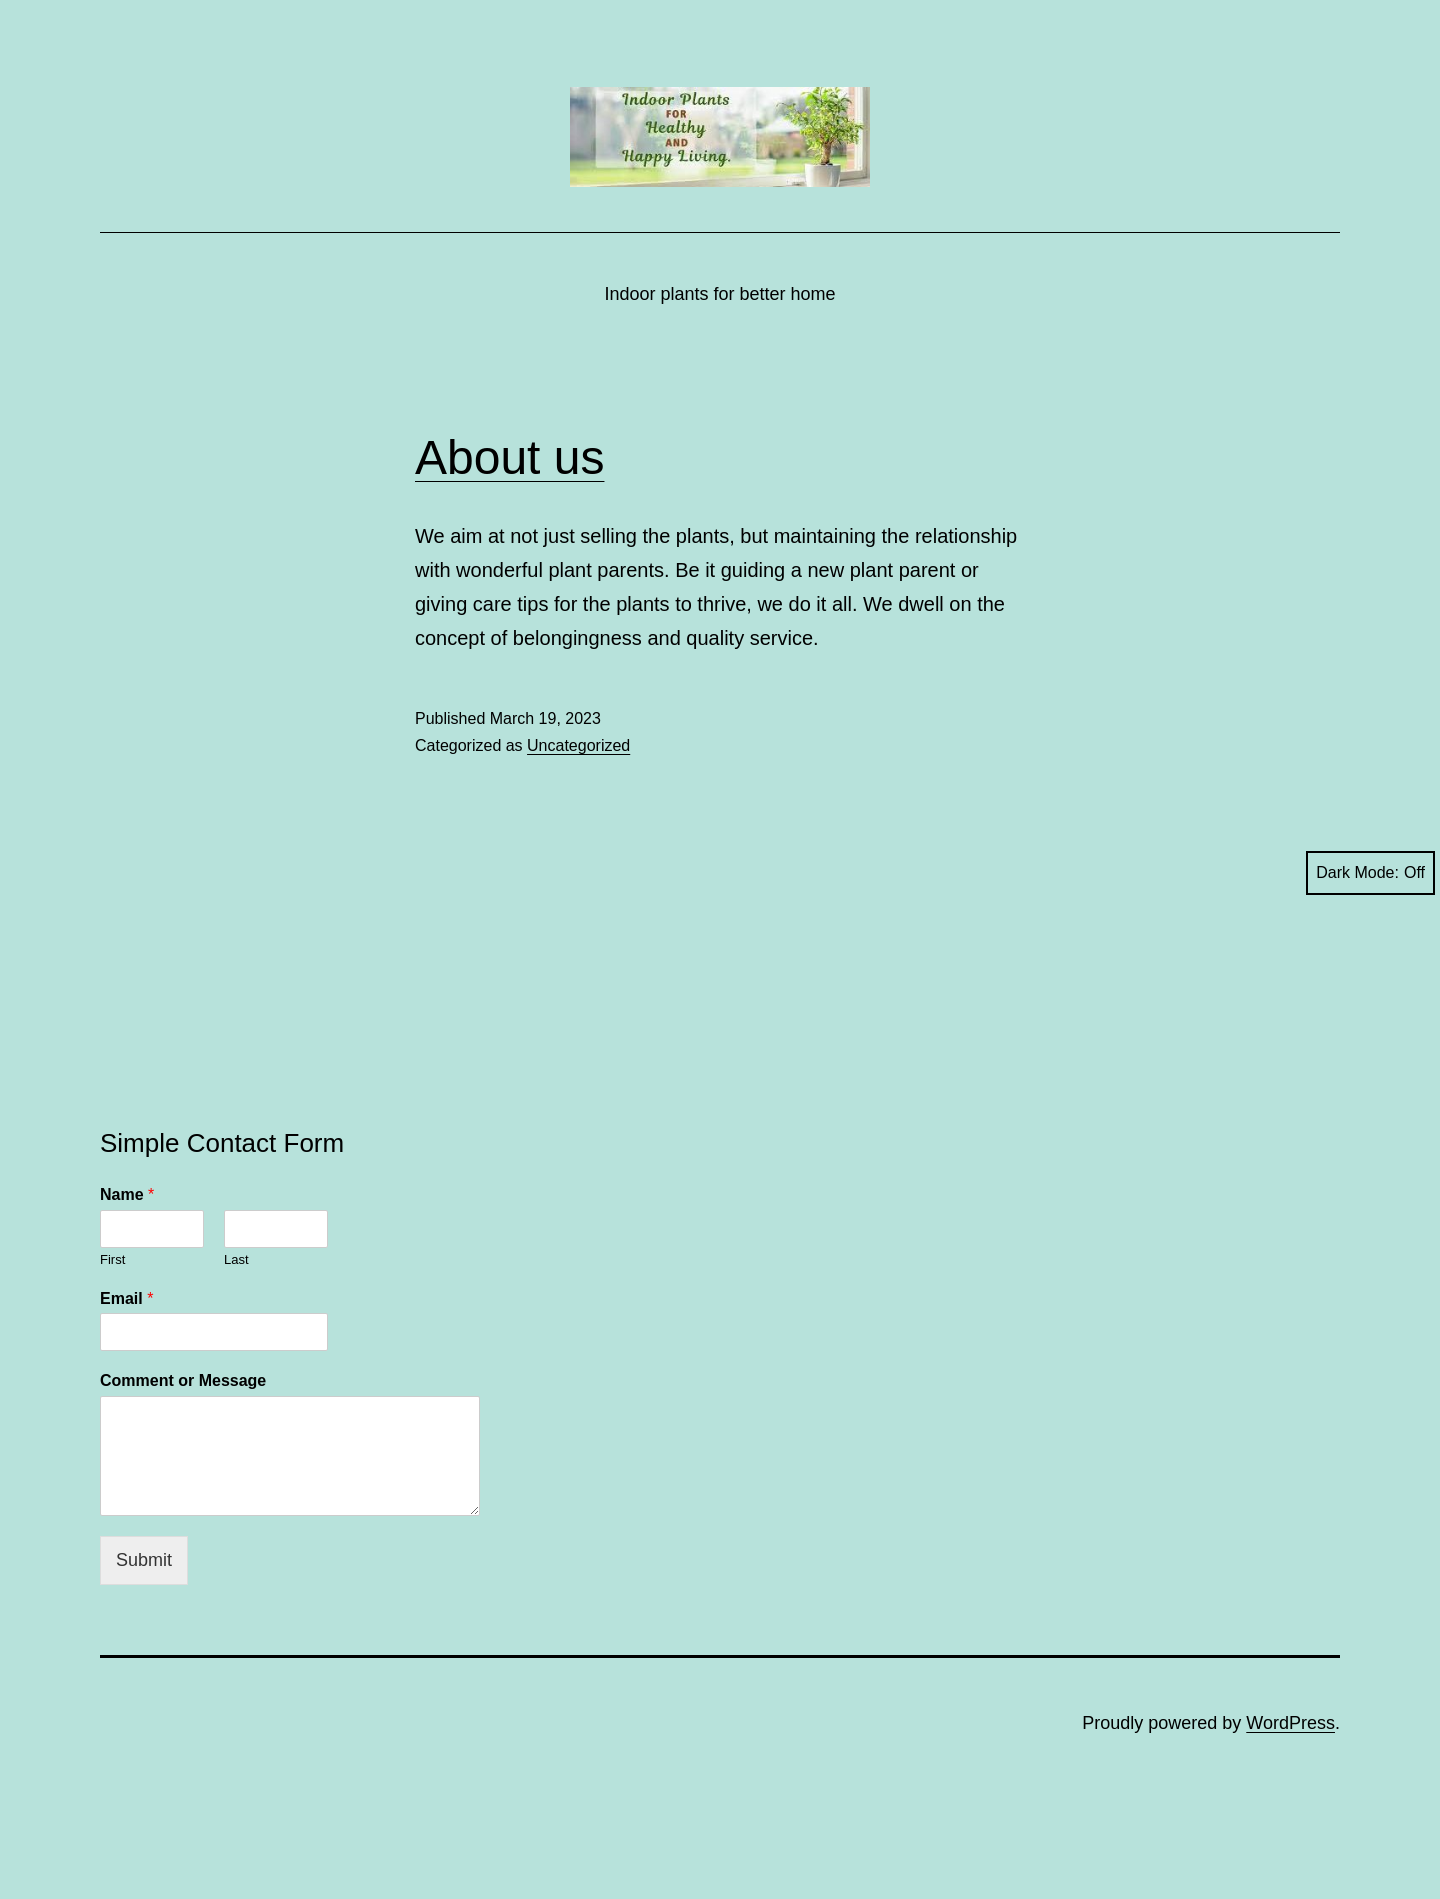 Indoor Plants
FOR
Healthy
AND
Happy Living.
Indoor plants for better home
About us
We aim at not just selling the plants, but maintaining the relationship
with wonderful plant parents. Be it guiding a new plant parent or
giving care tips for the plants to thrive, we do it all. We dwell on the
concept of belongingness and quality service.
Published March 19, 2023
Categorized as Uncategorized
Dark Mode: Off
Simple Contact Form
Name *
First Last
Email *
Comment or Message
Submit
Proudly powered by WordPress.